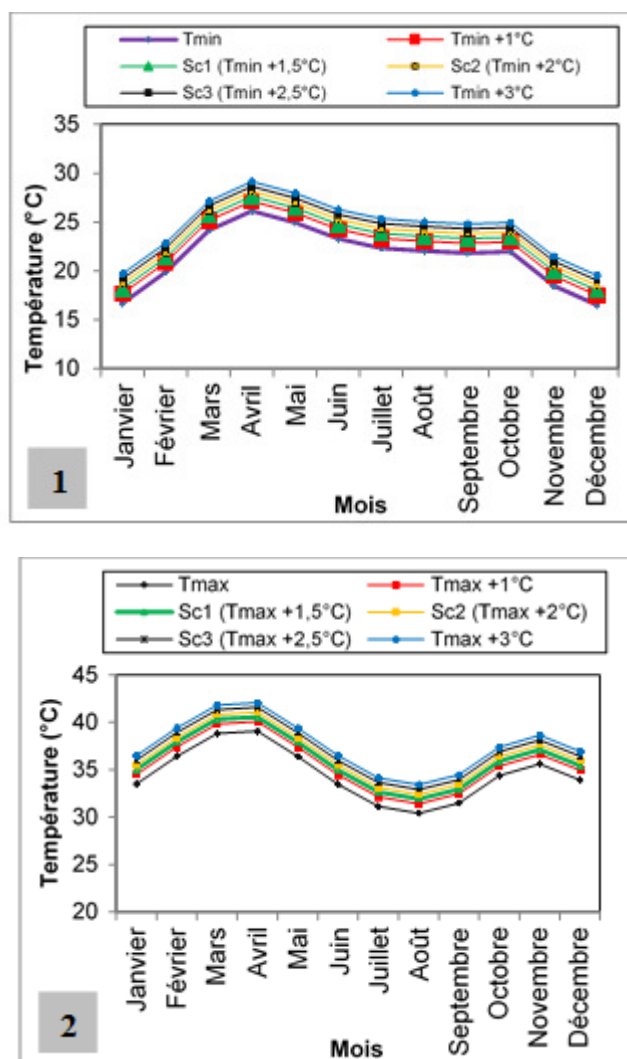 Tmin Tmin +1°C
Sc1 (Tmin +1,5°C) Sc2 (Tmin +2°C)
Sc3 (Tmin +2,5°C) Tmin +3°C
35
30
25
20
15
10
Température (°C)
Janvier
Février
Mars
Avril
Mai
Juin
Juillet
Août
Septembre
Octobre
Novembre
Décembre
1
Mois
Tmax Tmax +1°C
Sc1 (Tmax +1,5°C) Sc2 (Tmax +2°C)
Sc3 (Tmax +2,5°C) Tmax +3°C
45
40
35
30
25
20
Température (°C)
Janvier
Février
Mars
Avril
Mai
Juin
Juillet
Août
Septembre
Octobre
Novembre
Décembre
2
Mois